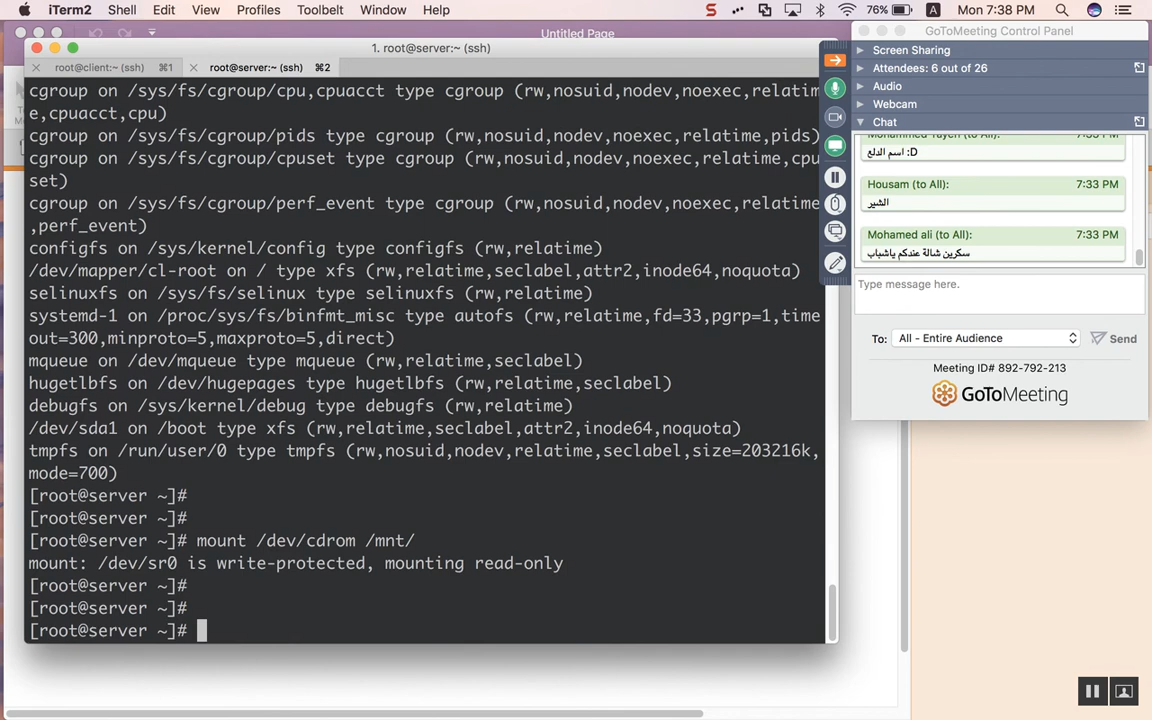 iTerm2 Shell Edit View Profiles Toolbelt Window Help
76% A Mon 7:38 PM
Untitled Page
1. root@server:~ (ssh)
root@client:~ (ssh) ⌘1 root@server:~ (ssh) ⌘2
cgroup on /sys/fs/cgroup/cpu,cpuacct type cgroup (rw,nosuid,nodev,noexec,relatim
e,cpuacct,cpu)
cgroup on /sys/fs/cgroup/pids type cgroup (rw,nosuid,nodev,noexec,relatime,pids)
cgroup on /sys/fs/cgroup/cpuset type cgroup (rw,nosuid,nodev,noexec,relatime,cpu
set)
cgroup on /sys/fs/cgroup/perf_event type cgroup (rw,nosuid,nodev,noexec,relatime
,perf_event)
configfs on /sys/kernel/config type configfs (rw,relatime)
/dev/mapper/cl-root on / type xfs (rw,relatime,seclabel,attr2,inode64,noquota)
selinuxfs on /sys/fs/selinux type selinuxfs (rw,relatime)
systemd-1 on /proc/sys/fs/binfmt_misc type autofs (rw,relatime,fd=33,pgrp=1,time
out=300,minproto=5,maxproto=5,direct)
mqueue on /dev/mqueue type mqueue (rw,relatime,seclabel)
hugetlbfs on /dev/hugepages type hugetlbfs (rw,relatime,seclabel)
debugfs on /sys/kernel/debug type debugfs (rw,relatime)
/dev/sda1 on /boot type xfs (rw,relatime,seclabel,attr2,inode64,noquota)
tmpfs on /run/user/0 type tmpfs (rw,nosuid,nodev,relatime,seclabel,size=203216k,
mode=700)
[root@server ~]#
[root@server ~]#
[root@server ~]# mount /dev/cdrom /mnt/
mount: /dev/sr0 is write-protected, mounting read-only
[root@server ~]#
[root@server ~]#
[root@server ~]#
GoToMeeting Control Panel
Screen Sharing
Attendees: 6 out of 26
Audio
Webcam
Chat
Mohammed Tayeh (to All): 7:33 PM
اسم الدلع :D
Housam (to All): 7:33 PM
الشير
Mohamed ali (to All): 7:33 PM
سكرين شالة عندكم ياشباب
Type message here.
To: All - Entire Audience Send
Meeting ID# 892-792-213
GoToMeeting